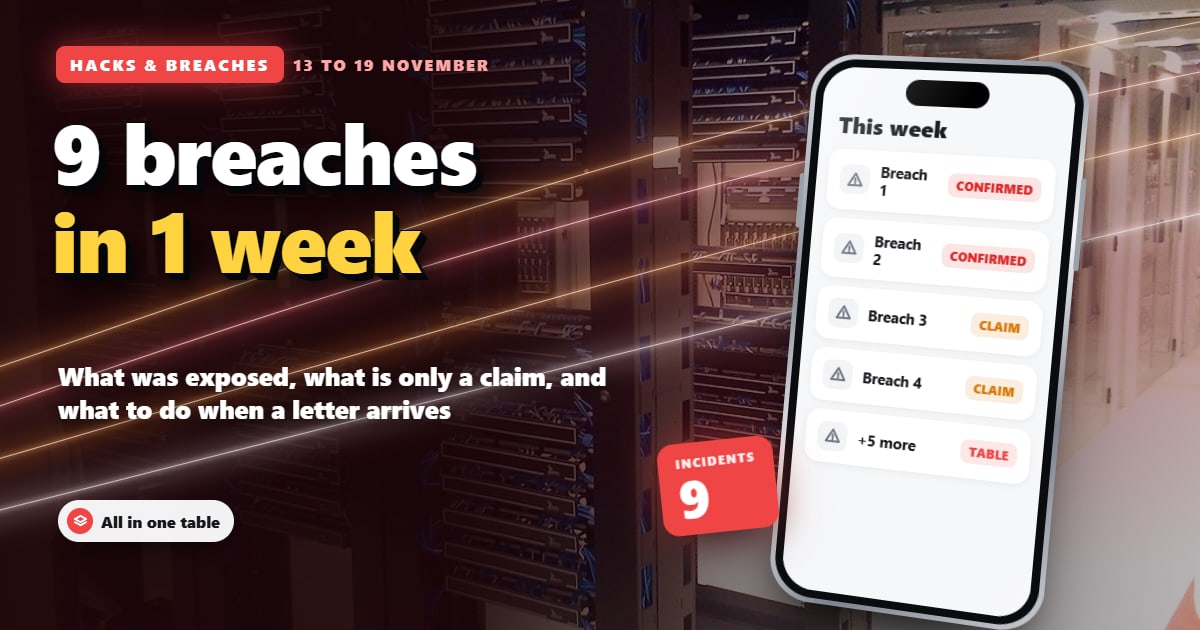 HACKS & BREACHES
13 TO 19 NOVEMBER
9 breaches
in 1 week
What was exposed, what is only a claim, and
what to do when a letter arrives
All in one table
INCIDENTS
9
This week
Breach
1
CONFIRMED
Breach
2
CONFIRMED
Breach 3
CLAIM
Breach 4
CLAIM
+5 more
TABLE